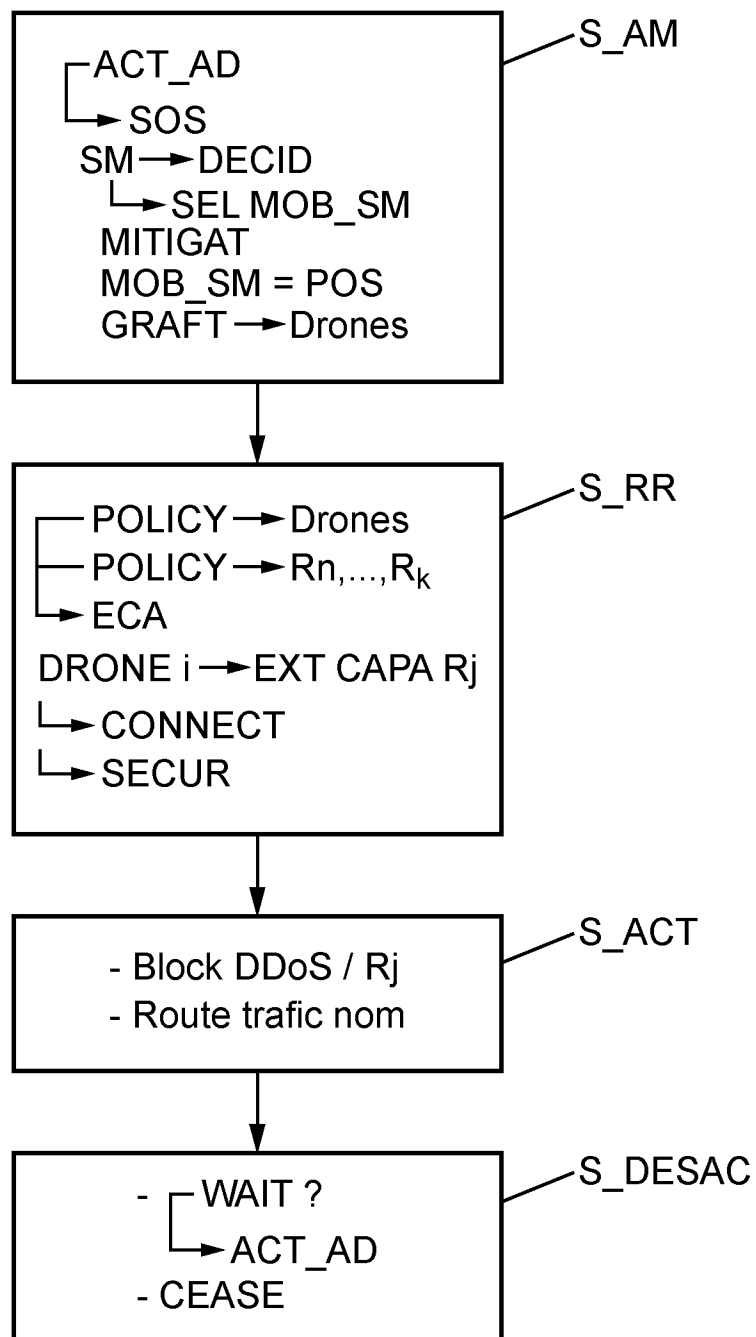 S_AM
ACT_AD
SOS
SM DECID
SEL MOB_SM
MITIGAT
MOB_SM = POS
GRAFT Drones
S_RR
POLICY Drones
POLICY Rn,...,Rk
ECA
DRONE i EXT CAPA Rj
CONNECT
SECUR
S_ACT
- Block DDoS / Rj
- Route trafic nom
S_DESAC
- WAIT ?
ACT_AD
- CEASE